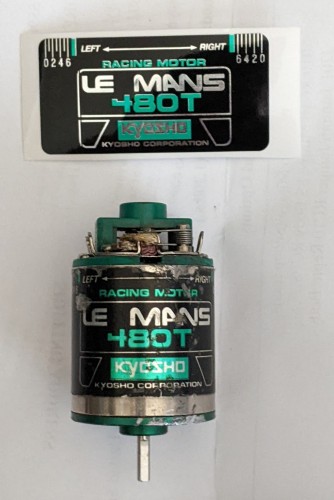 LEFT RIGHT
0246 6420
RACING MOTOR
LE MANS
480T
KYOSHO
KYOSHO CORPORATION
LEFT RIGHT
RACING MOTOR
LE MANS
480T
KYOSHO
KYOSHO CORPORATION